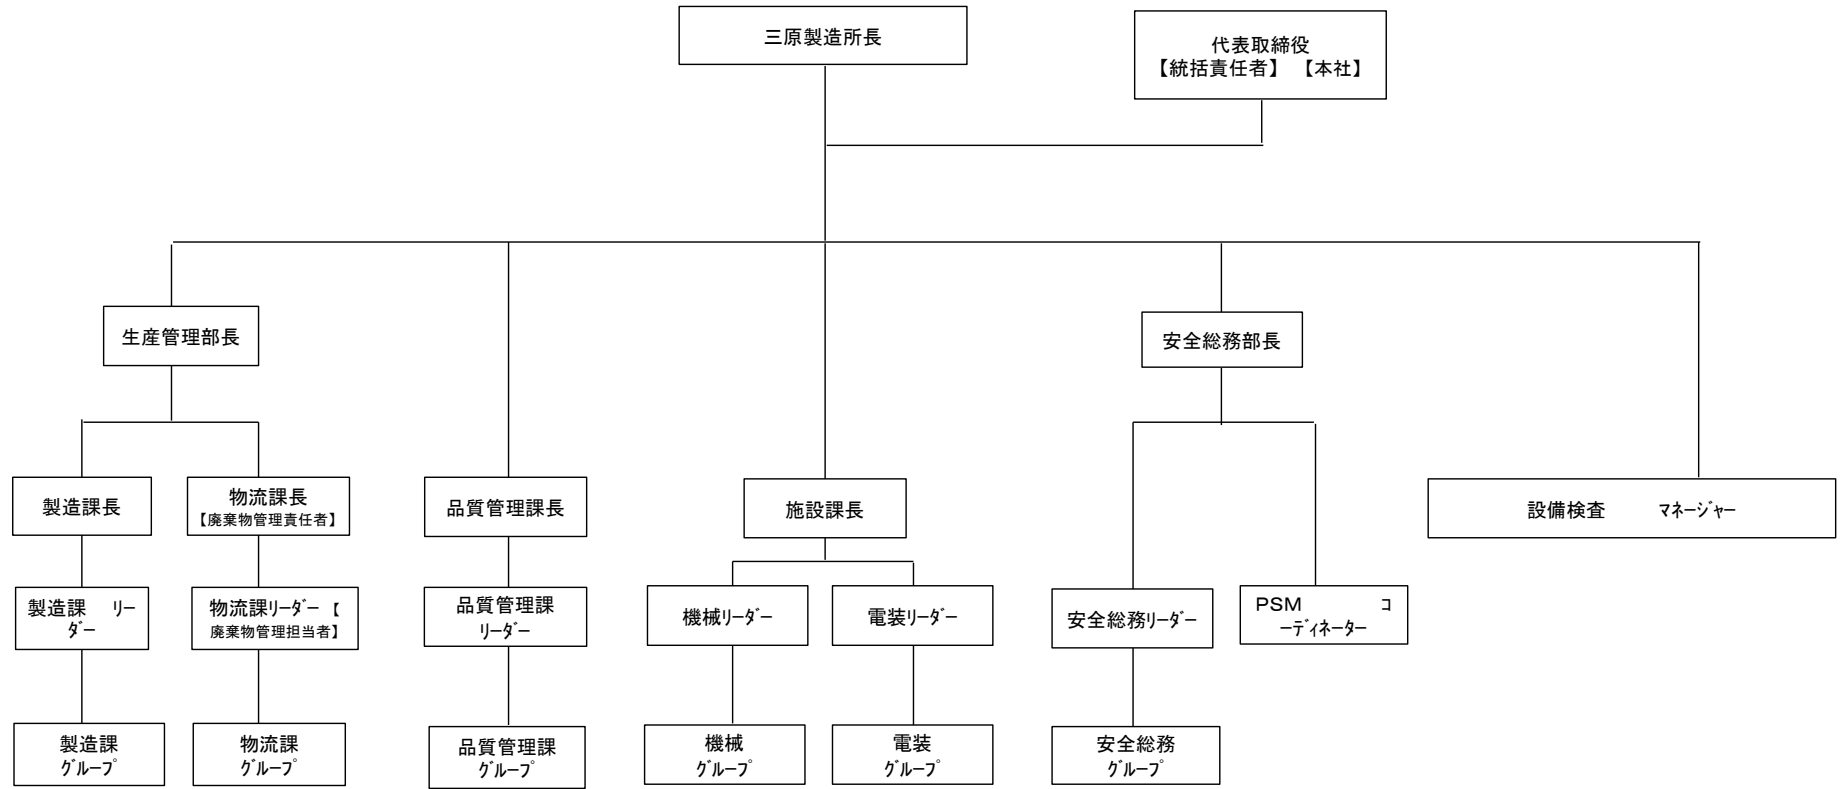 三原製造所長
代表取締役
【統括責任者】 【本社】
生産管理部長
安全総務部長
製造課長
物流課長
【廃棄物管理責任者】
品質管理課長
施設課長
設備検査 ﾏﾈｰｼﾞｬｰ
製造課 ﾘｰ
ﾀﾞｰ
物流課ﾘｰﾀﾞｰ【
廃棄物管理担当者】
品質管理課
ﾘｰﾀﾞｰ
機械ﾘｰﾀﾞｰ
電装ﾘｰﾀﾞｰ
安全総務ﾘｰﾀﾞｰ
PSM ｺ
ｰﾃﾞｨﾈｰﾀｰ
製造課
ｸﾞﾙｰﾌﾟ
物流課
ｸﾞﾙｰﾌﾟ
品質管理課
ｸﾞﾙｰﾌﾟ
機械
ｸﾞﾙｰﾌﾟ
電装
ｸﾞﾙｰﾌﾟ
安全総務
ｸﾞﾙｰﾌﾟ